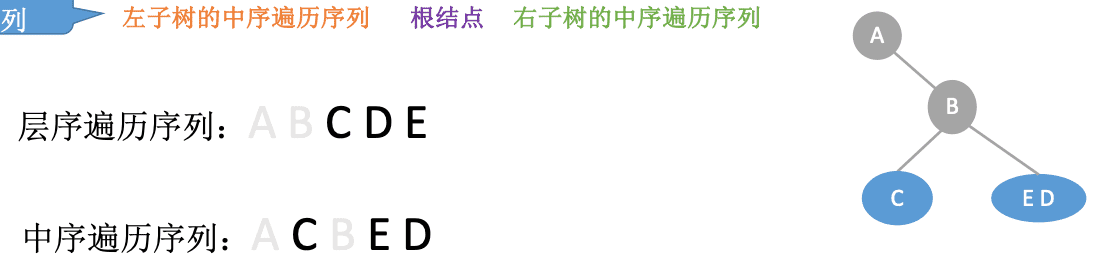 列 左子树的中序遍历序列 根结点 右子树的中序遍历序列
A
B
层序遍历序列：A B C D E
C E D
中序遍历序列：A C B E D